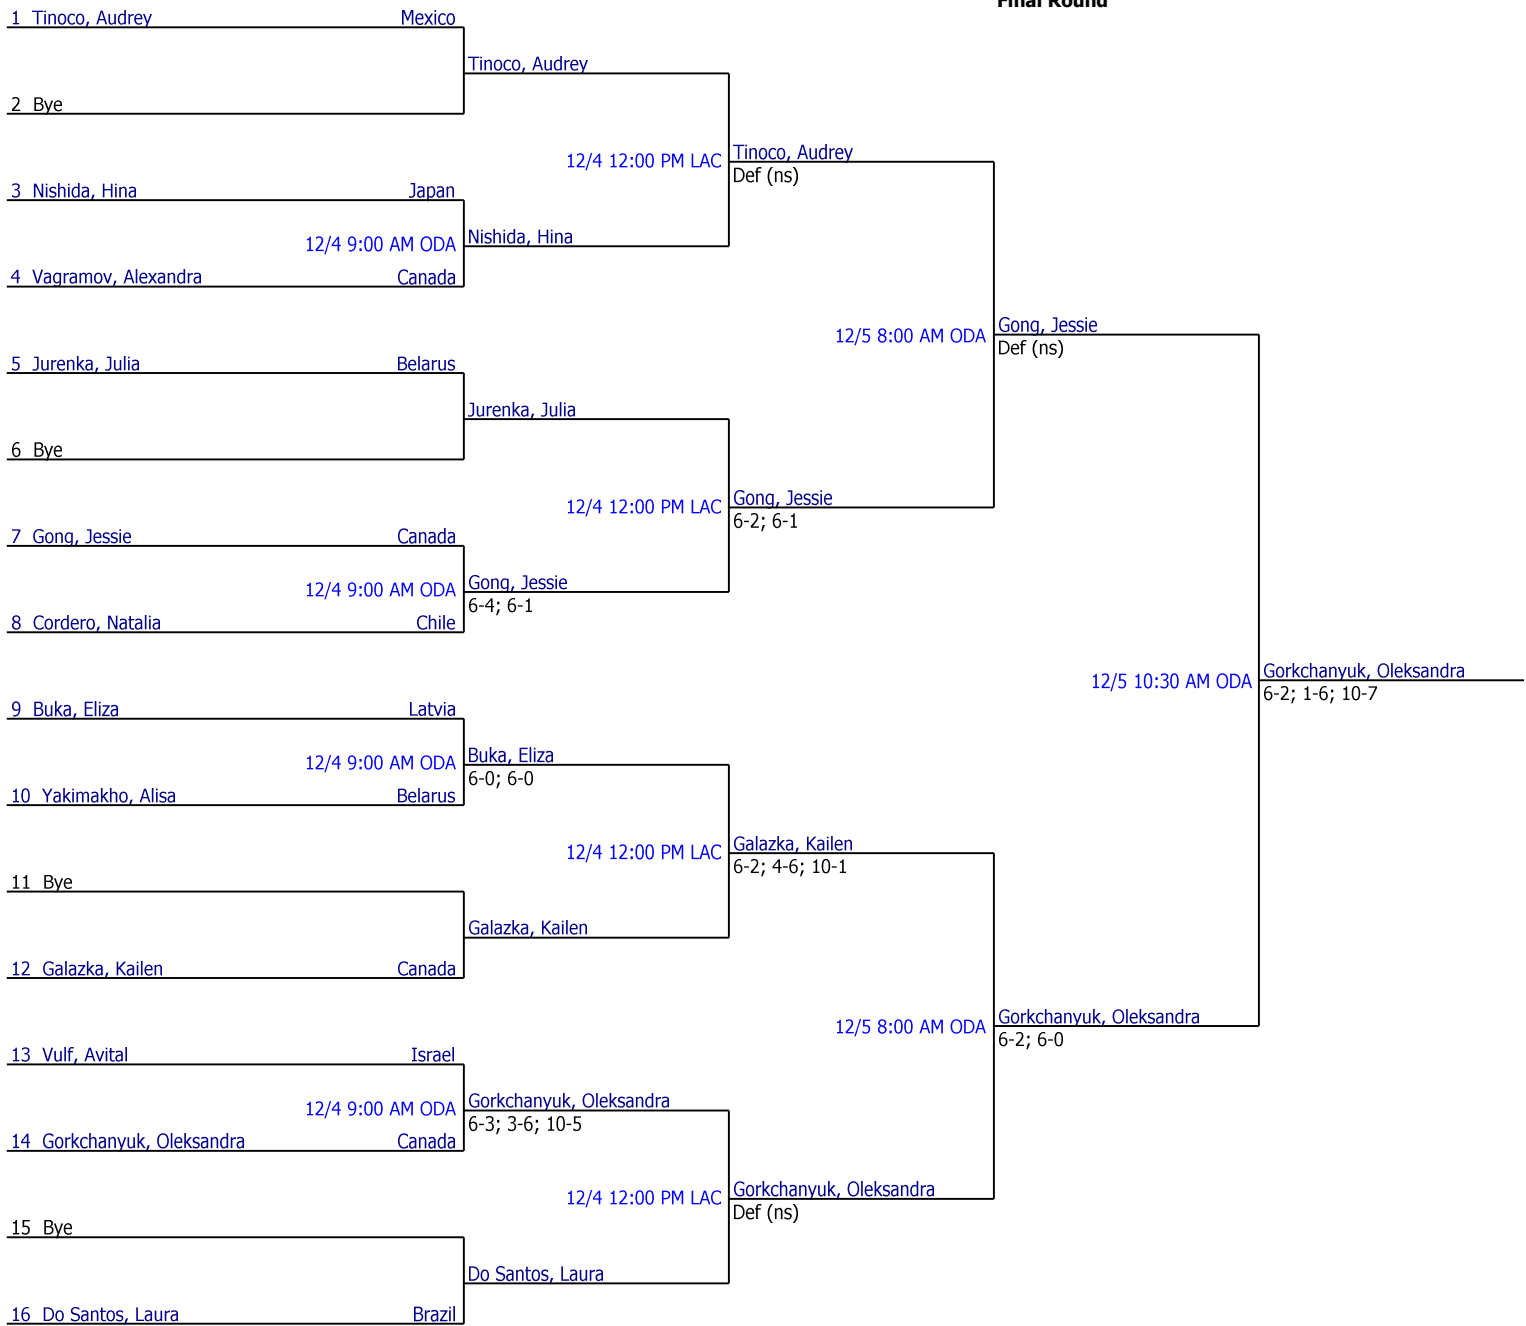 Final Round
1 Tinoco, Audrey Mexico
Tinoco, Audrey
2 Bye
12/4 12:00 PM LAC Tinoco, Audrey
Def (ns)
3 Nishida, Hina Japan
12/4 9:00 AM ODA Nishida, Hina
4 Vagramov, Alexandra Canada
12/5 8:00 AM ODA Gong, Jessie
Def (ns)
5 Jurenka, Julia Belarus
Jurenka, Julia
6 Bye
12/4 12:00 PM LAC Gong, Jessie
6-2; 6-1
7 Gong, Jessie Canada
12/4 9:00 AM ODA Gong, Jessie
6-4; 6-1
8 Cordero, Natalia Chile
12/5 10:30 AM ODA Gorkchanyuk, Oleksandra
6-2; 1-6; 10-7
9 Buka, Eliza Latvia
12/4 9:00 AM ODA Buka, Eliza
6-0; 6-0
10 Yakimakho, Alisa Belarus
12/4 12:00 PM LAC Galazka, Kailen
6-2; 4-6; 10-1
11 Bye
Galazka, Kailen
12 Galazka, Kailen Canada
12/5 8:00 AM ODA Gorkchanyuk, Oleksandra
6-2; 6-0
13 Vulf, Avital Israel
12/4 9:00 AM ODA Gorkchanyuk, Oleksandra
6-3; 3-6; 10-5
14 Gorkchanyuk, Oleksandra Canada
12/4 12:00 PM LAC Gorkchanyuk, Oleksandra
Def (ns)
15 Bye
Do Santos, Laura
16 Do Santos, Laura Brazil